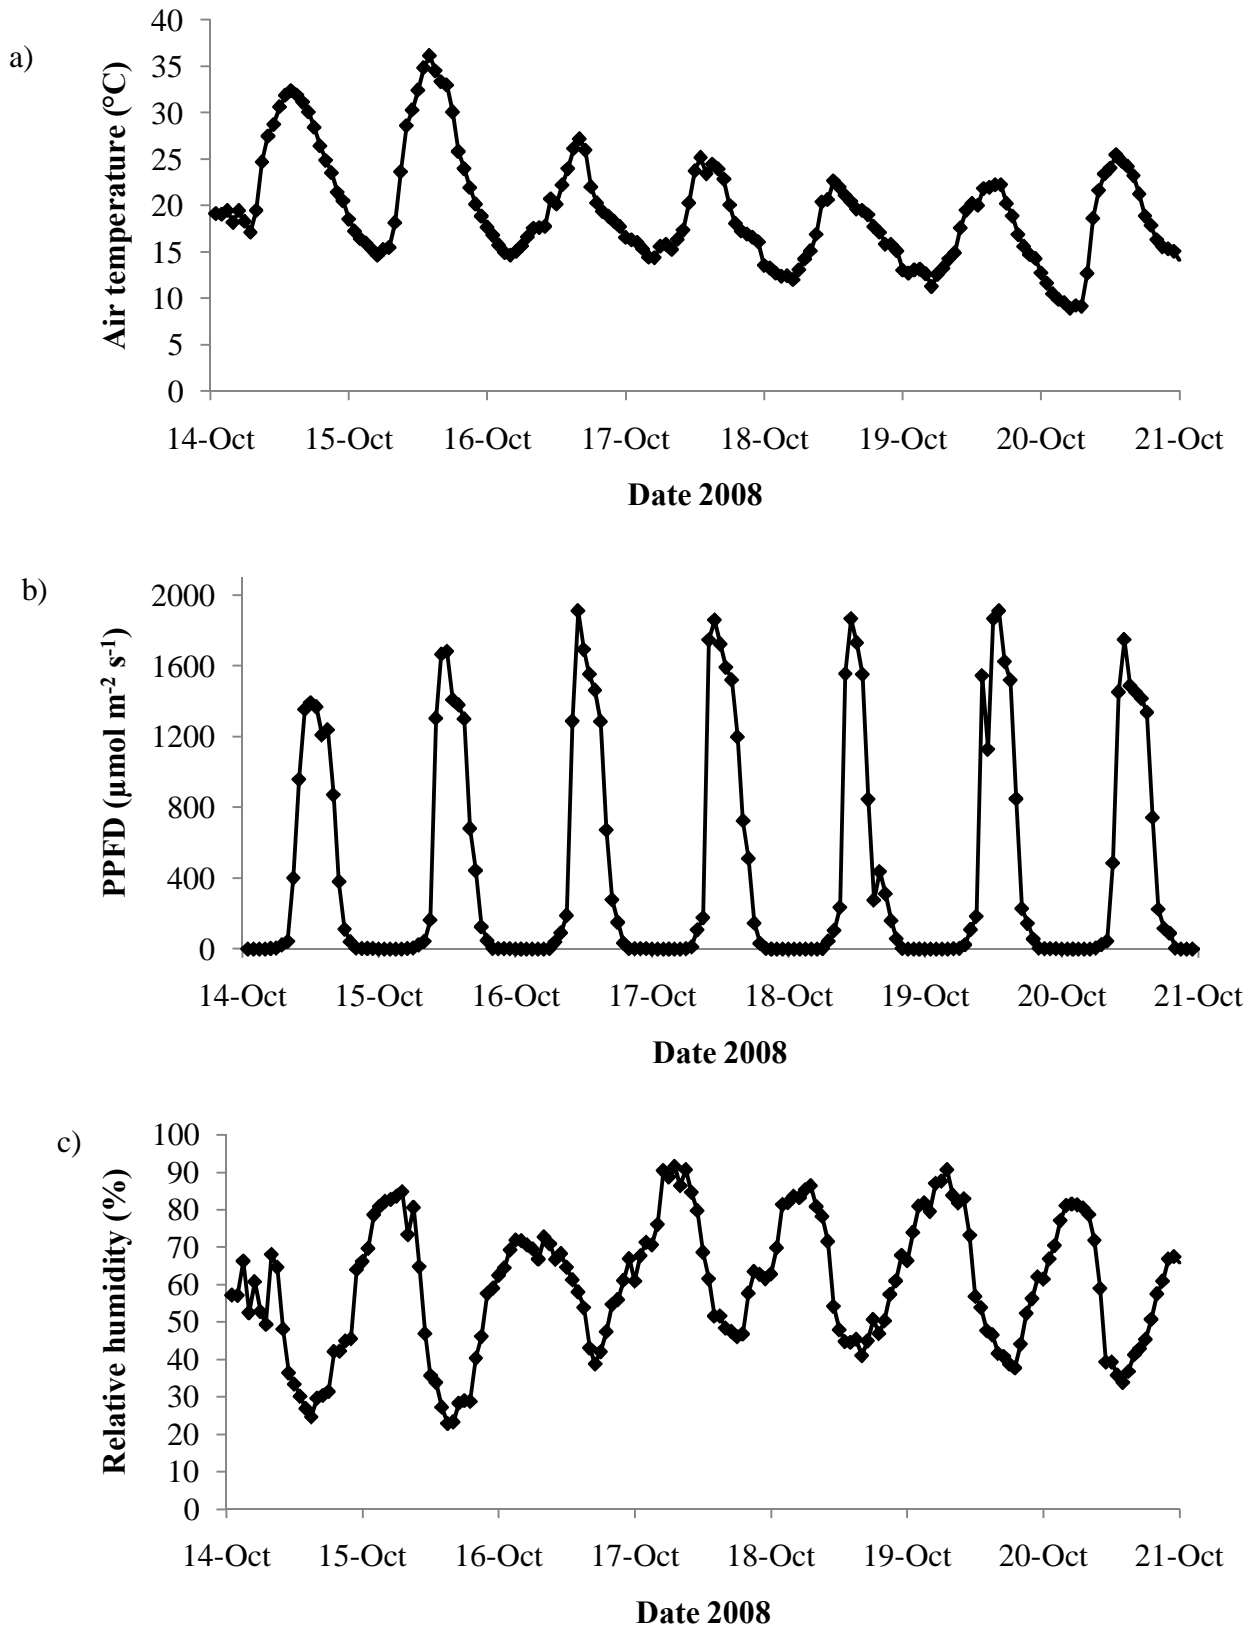 a)
Air temperature (°C)
40
35
30
25
20
15
10
5
0
14-Oct 15-Oct 16-Oct 17-Oct 18-Oct 19-Oct 20-Oct 21-Oct
Date 2008
b)
PPFD (µmol m-2 s-1)
2000
1600
1200
800
400
0
14-Oct 15-Oct 16-Oct 17-Oct 18-Oct 19-Oct 20-Oct 21-Oct
Date 2008
c)
Relative humidity (%)
100
90
80
70
60
50
40
30
20
10
0
14-Oct 15-Oct 16-Oct 17-Oct 18-Oct 19-Oct 20-Oct 21-Oct
Date 2008